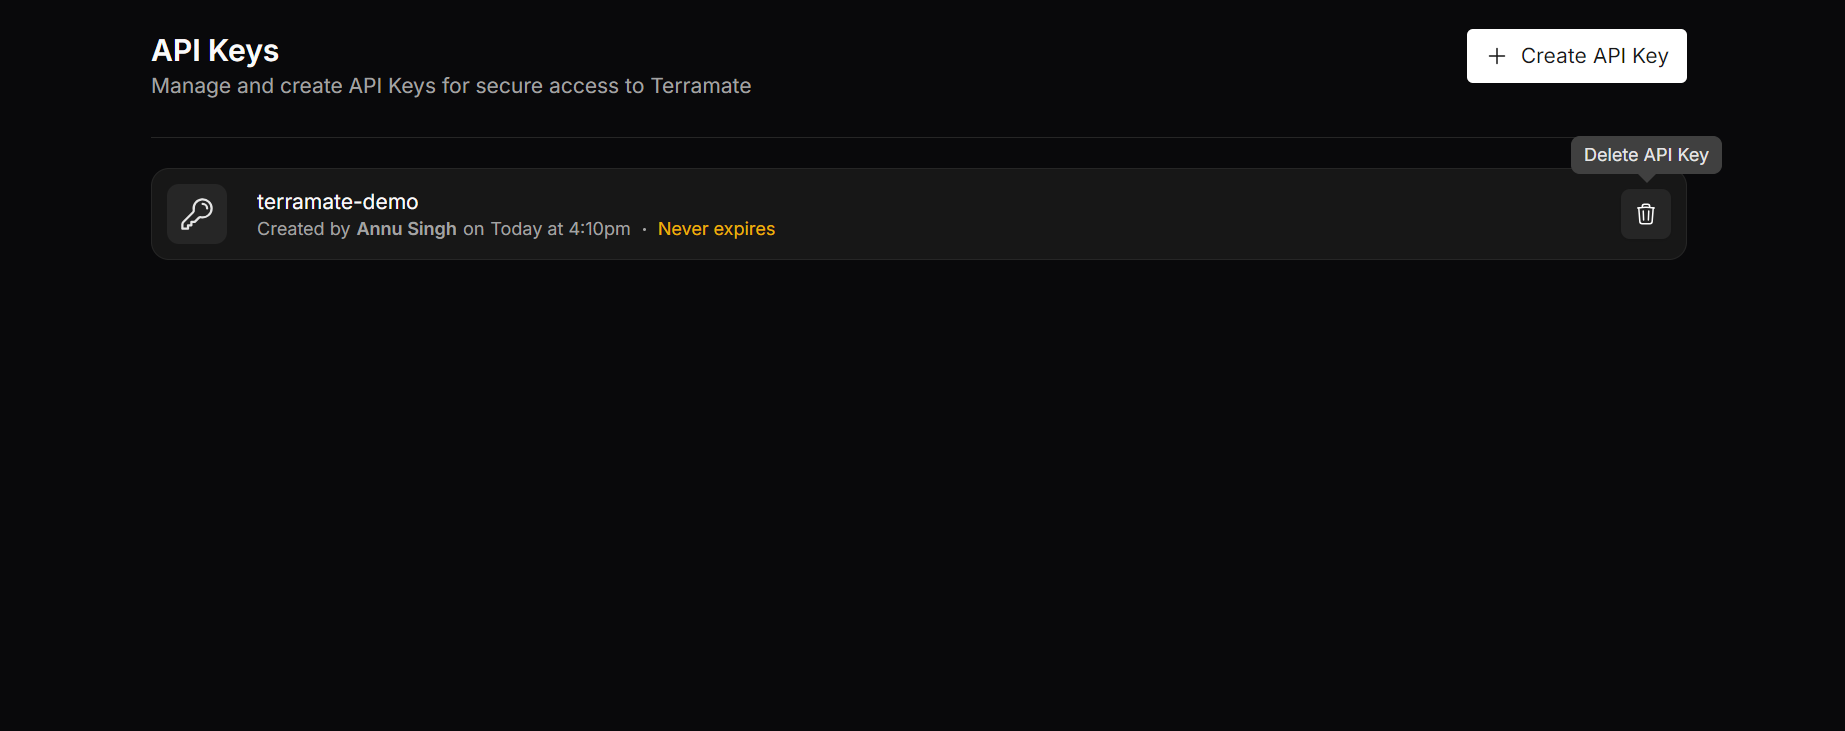 API Keys
Manage and create API Keys for secure access to Terramate
Create API Key
Delete API Key
terramate-demo
Created by Annu Singh on Today at 4:10pm · Never expires